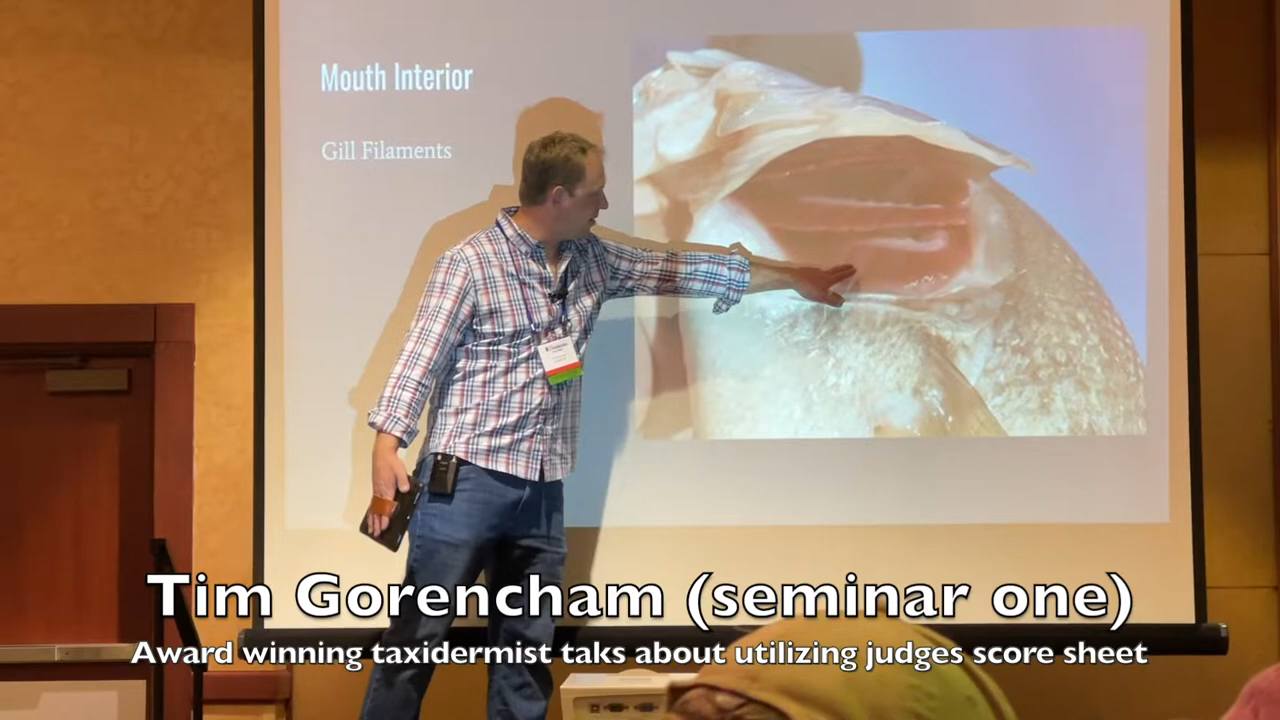 Mouth Interior
Gill Filaments
Tim Gorencham (seminar one)
Award winning taxidermist taks about utilizing judges score sheet